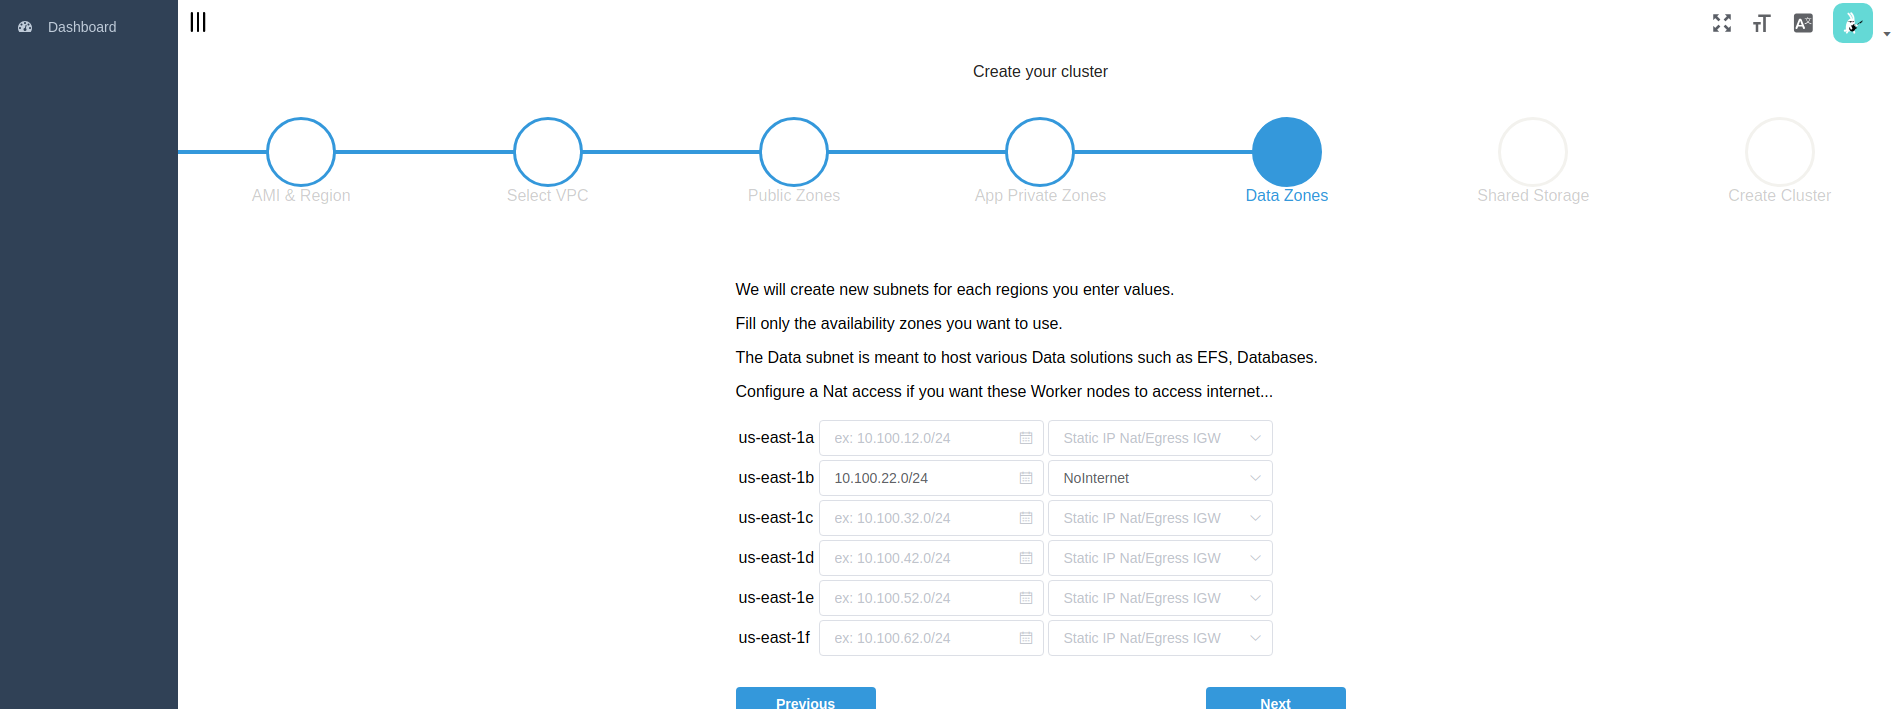 Dashboard
Create your cluster
AMI & Region
Select VPC
Public Zones
App Private Zones
Data Zones
Shared Storage
Create Cluster
We will create new subnets for each regions you enter values.
Fill only the availability zones you want to use.
The Data subnet is meant to host various Data solutions such as EFS, Databases.
Configure a Nat access if you want these Worker nodes to access internet...
us-east-1a ex: 10.100.12.0/24 Static IP Nat/Egress IGW
us-east-1b 10.100.22.0/24 NoInternet
us-east-1c ex: 10.100.32.0/24 Static IP Nat/Egress IGW
us-east-1d ex: 10.100.42.0/24 Static IP Nat/Egress IGW
us-east-1e ex: 10.100.52.0/24 Static IP Nat/Egress IGW
us-east-1f ex: 10.100.62.0/24 Static IP Nat/Egress IGW
Previous Next